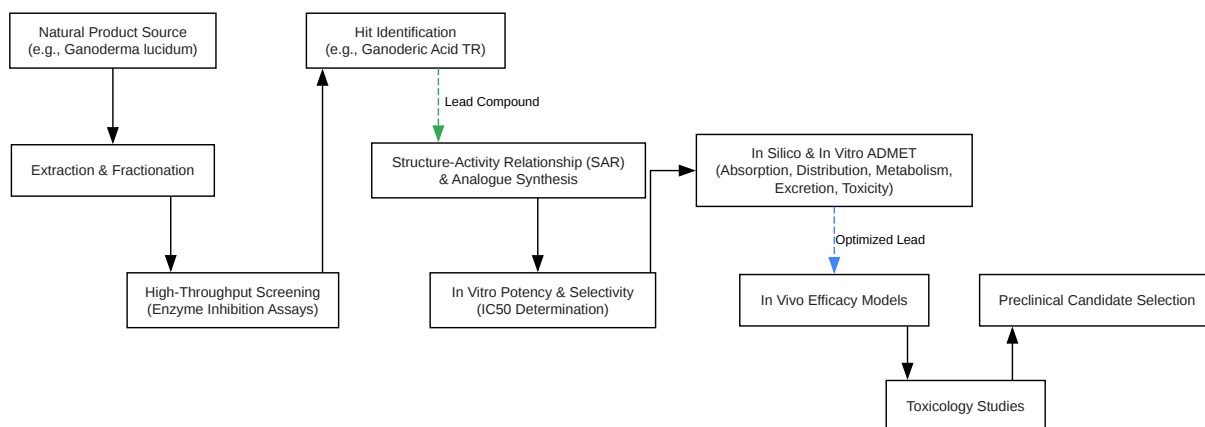 Natural Product Source
(e.g., Ganoderma lucidum)
Extraction & Fractionation
High-Throughput Screening
(Enzyme Inhibition Assays)
Hit Identification
(e.g., Ganoderic Acid TR)
Lead Compound
Structure-Activity Relationship (SAR)
& Analogue Synthesis
In Vitro Potency & Selectivity
(IC50 Determination)
In Silico & In Vitro ADMET
(Absorption, Distribution, Metabolism,
Excretion, Toxicity)
Optimized Lead
In Vivo Efficacy Models
Toxicology Studies
Preclinical Candidate Selection